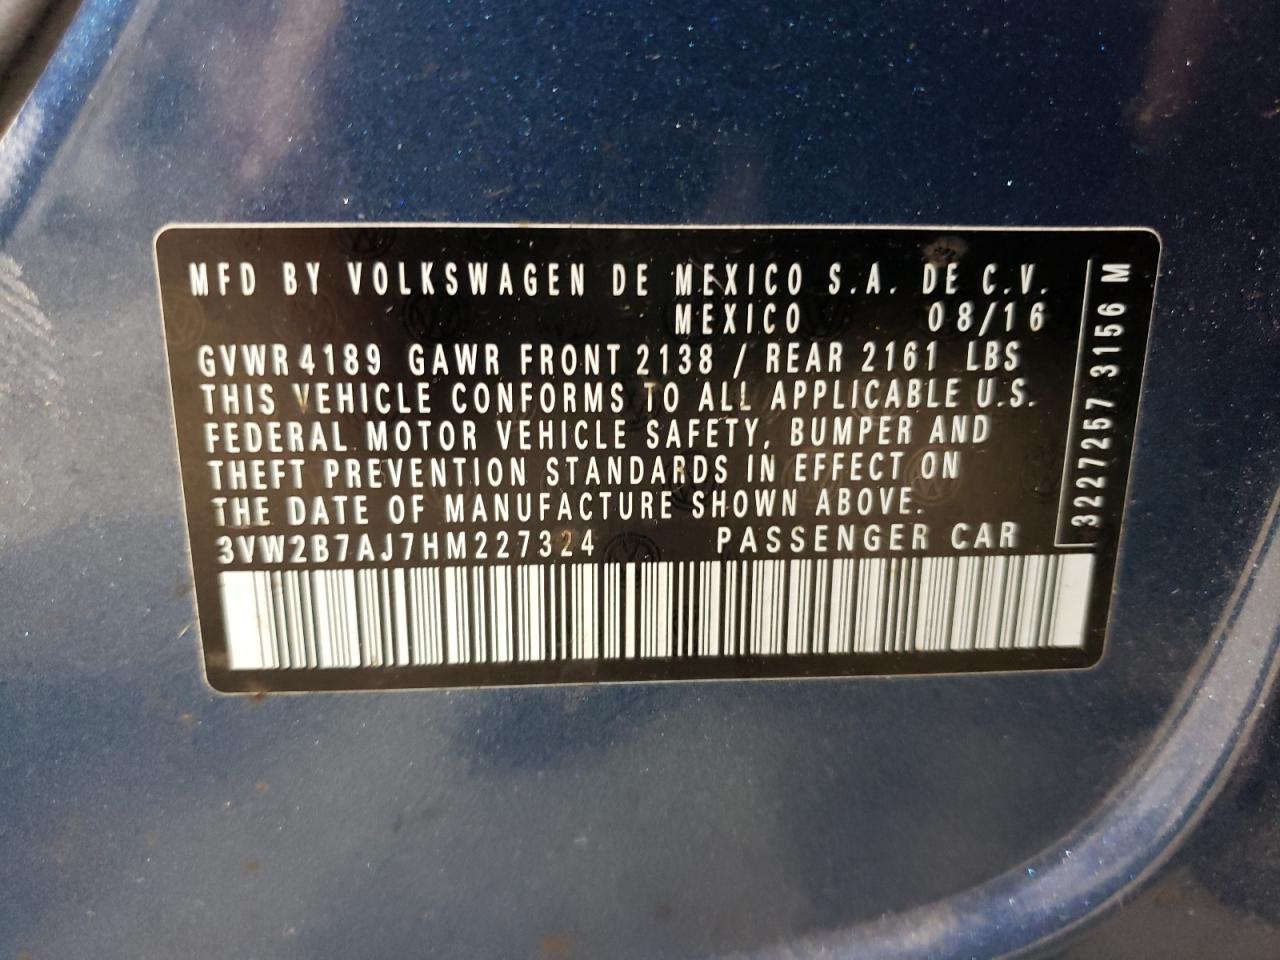 MFD BY VOLKSWAGEN DE MEXICO S.A. DE C.V.
MEXICO 08/16
GVWR 4189 GAWR FRONT 2138 / REAR 2161 LBS
THIS VEHICLE CONFORMS TO ALL APPLICABLE U.S.
FEDERAL MOTOR VEHICLE SAFETY, BUMPER AND
THEFT PREVENTION STANDARDS IN EFFECT ON
THE DATE OF MANUFACTURE SHOWN ABOVE.
3VW2B7AJ7HM227324 PASSENGER CAR
3227257 3156 M